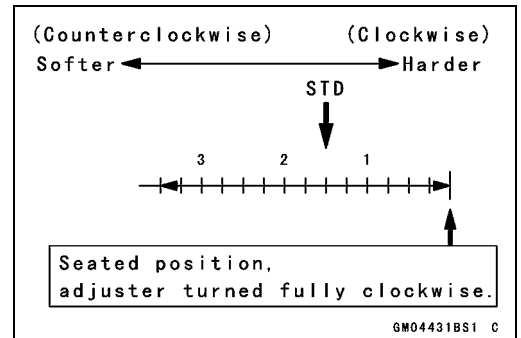 (Counterclockwise) (Clockwise)
Softer Harder
STD
3 2 1
Seated position,
adjuster turned fully clockwise.
GM04431BS1 C